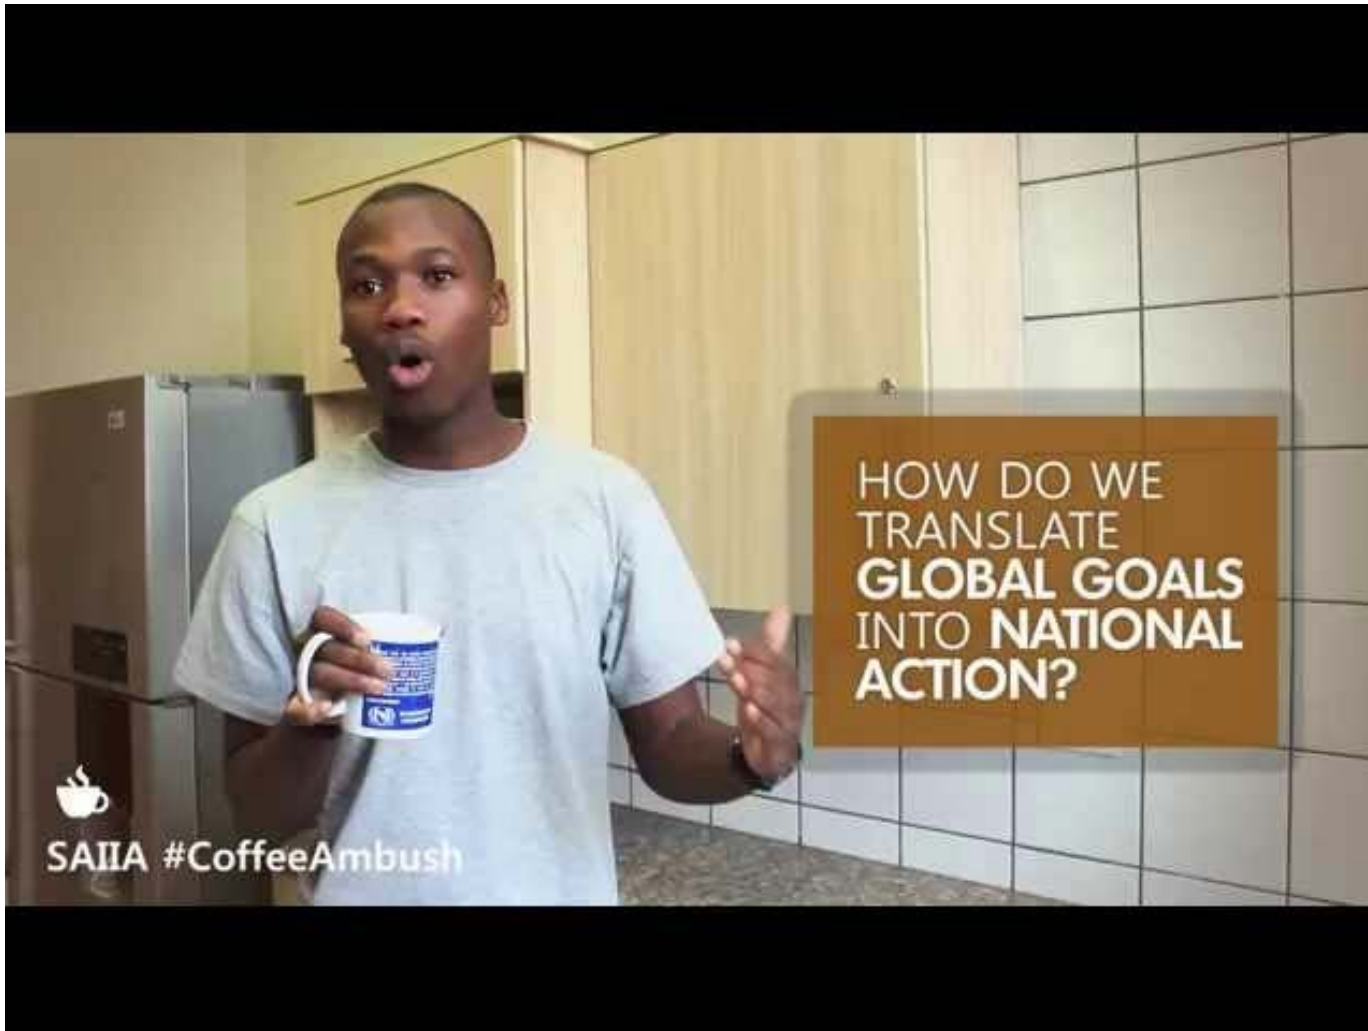 HOW DO WE
TRANSLATE
GLOBAL GOALS
INTO NATIONAL
ACTION?
SAIIA #CoffeeAmbush